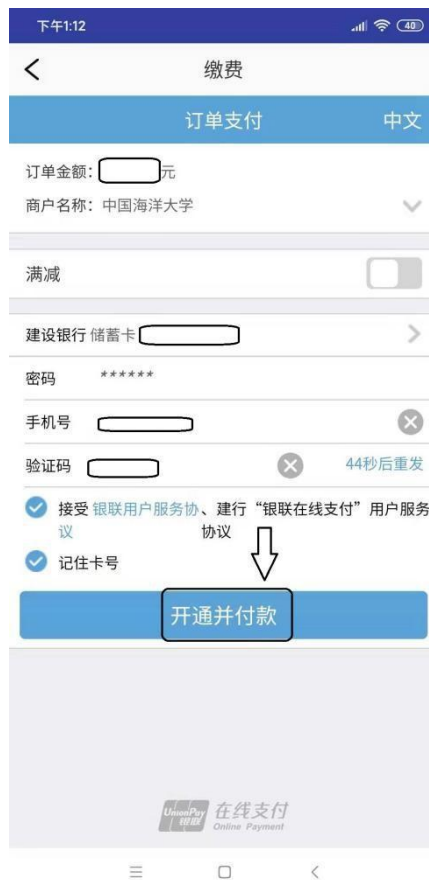 下午1:12
40
缴费
订单支付 中文
订单金额: 元
商户名称: 中国海洋大学
满减
建设银行 储蓄卡
密码 ******
手机号
验证码 44秒后重发
接受 银联用户服务协议、建行“银联在线支付”用户服务协议
记住卡号
开通并付款
UnionPay 银联 在线支付
Online Payment